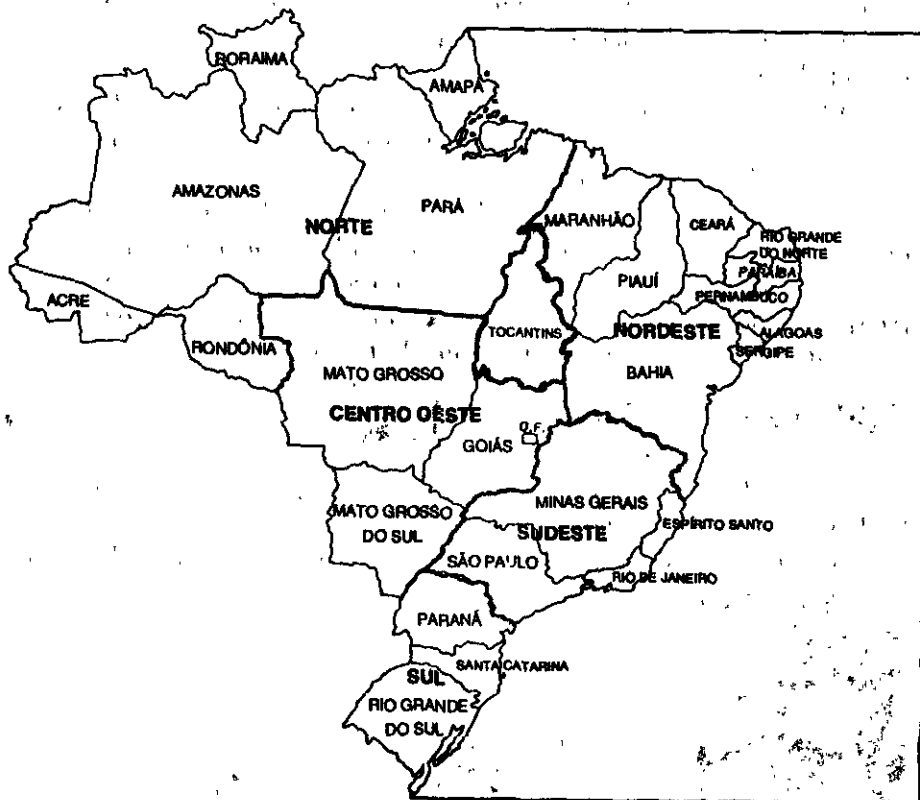 RORAIMA
AMAPÁ
AMAZONAS
PARÁ
NORTE
MARANHÃO
CEARÁ
RIO GRANDE
DO NORTE
PARAÍBA
PIAUÍ
PERNAMBUCO
ACRE
TOCANTINS
NORDESTE
ALAGOAS
SERGIPE
RONDÔNIA
MATO GROSSO
BAHIA
CENTRO OESTE
D.F.
GOIÁS
MINAS GERAIS
MATO GROSSO
DO SUL
ESPÍRITO SANTO
SUDESTE
SÃO PAULO
RIO DE JANEIRO
PARANÁ
SANTA CATARINA
SUL
RIO GRANDE
DO SUL